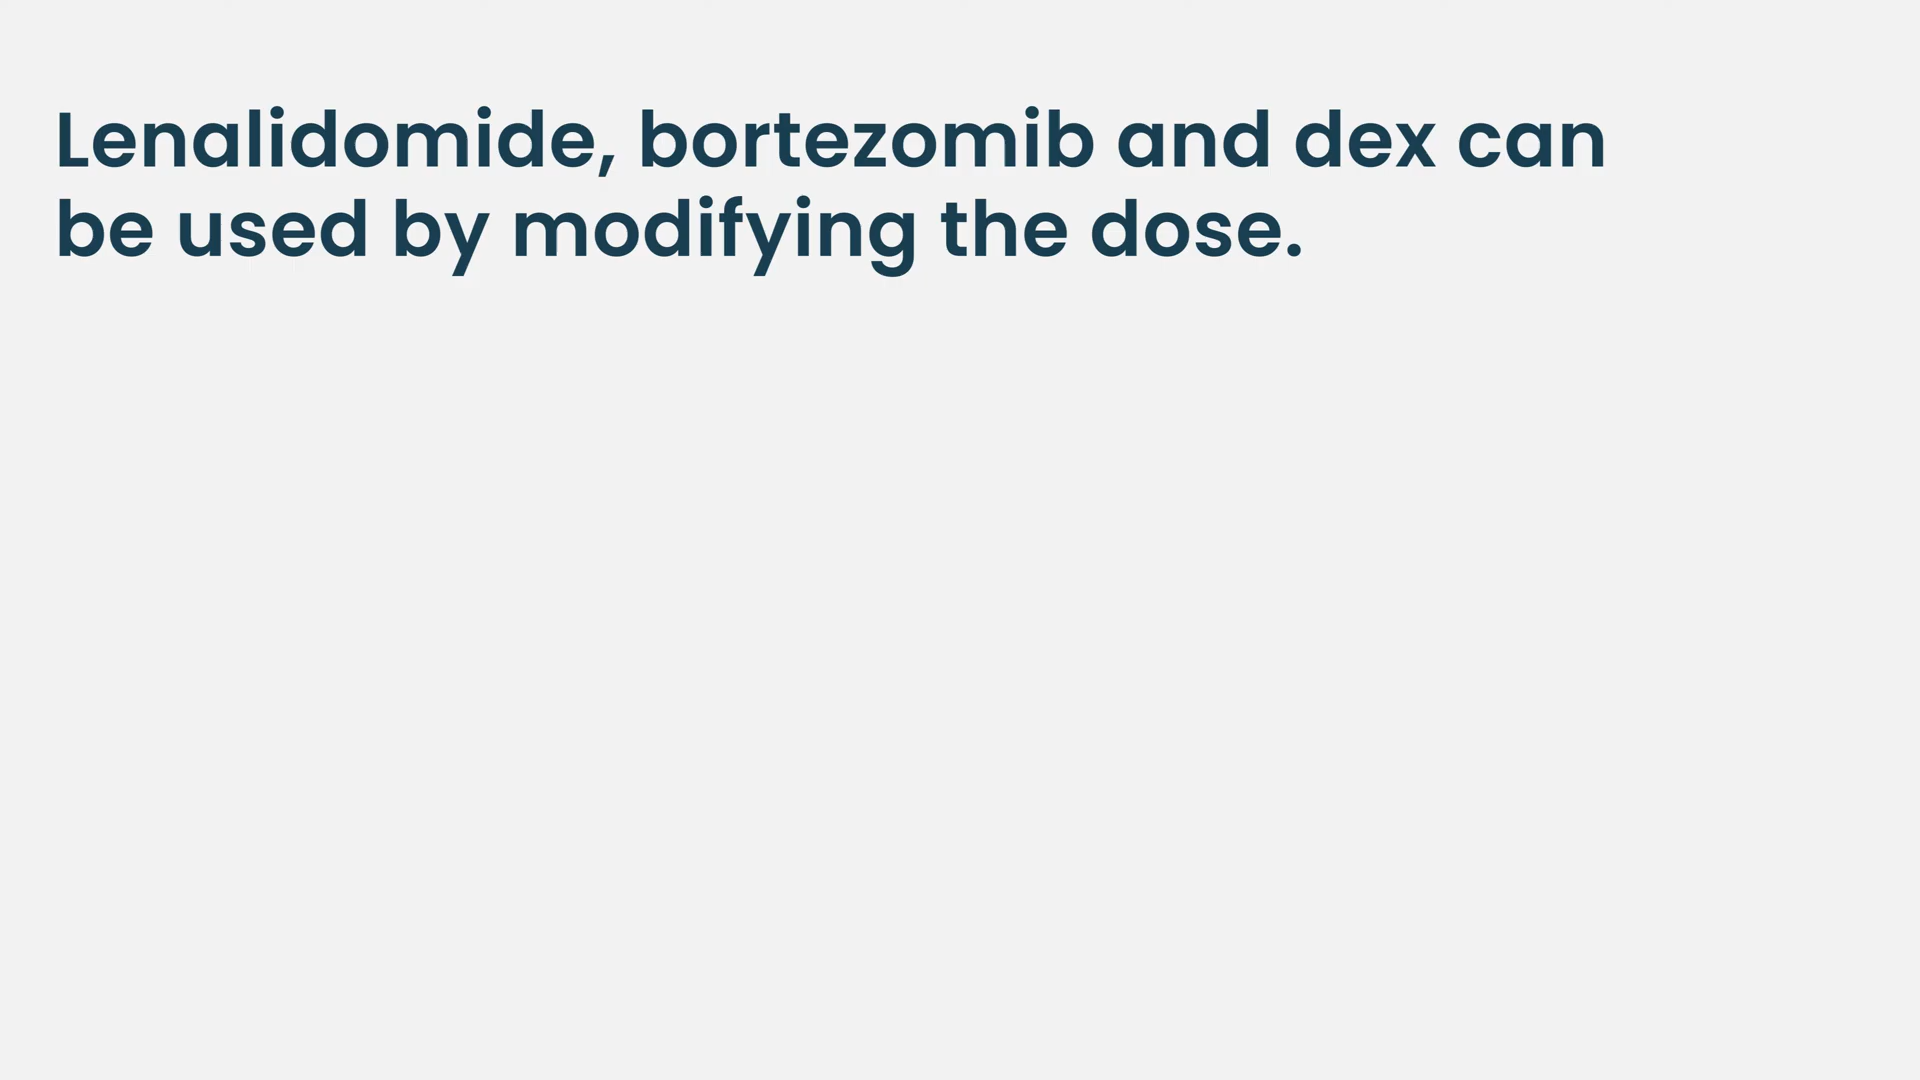 Lenalidomide, bortezomib and dex can
be used by modifying the dose.